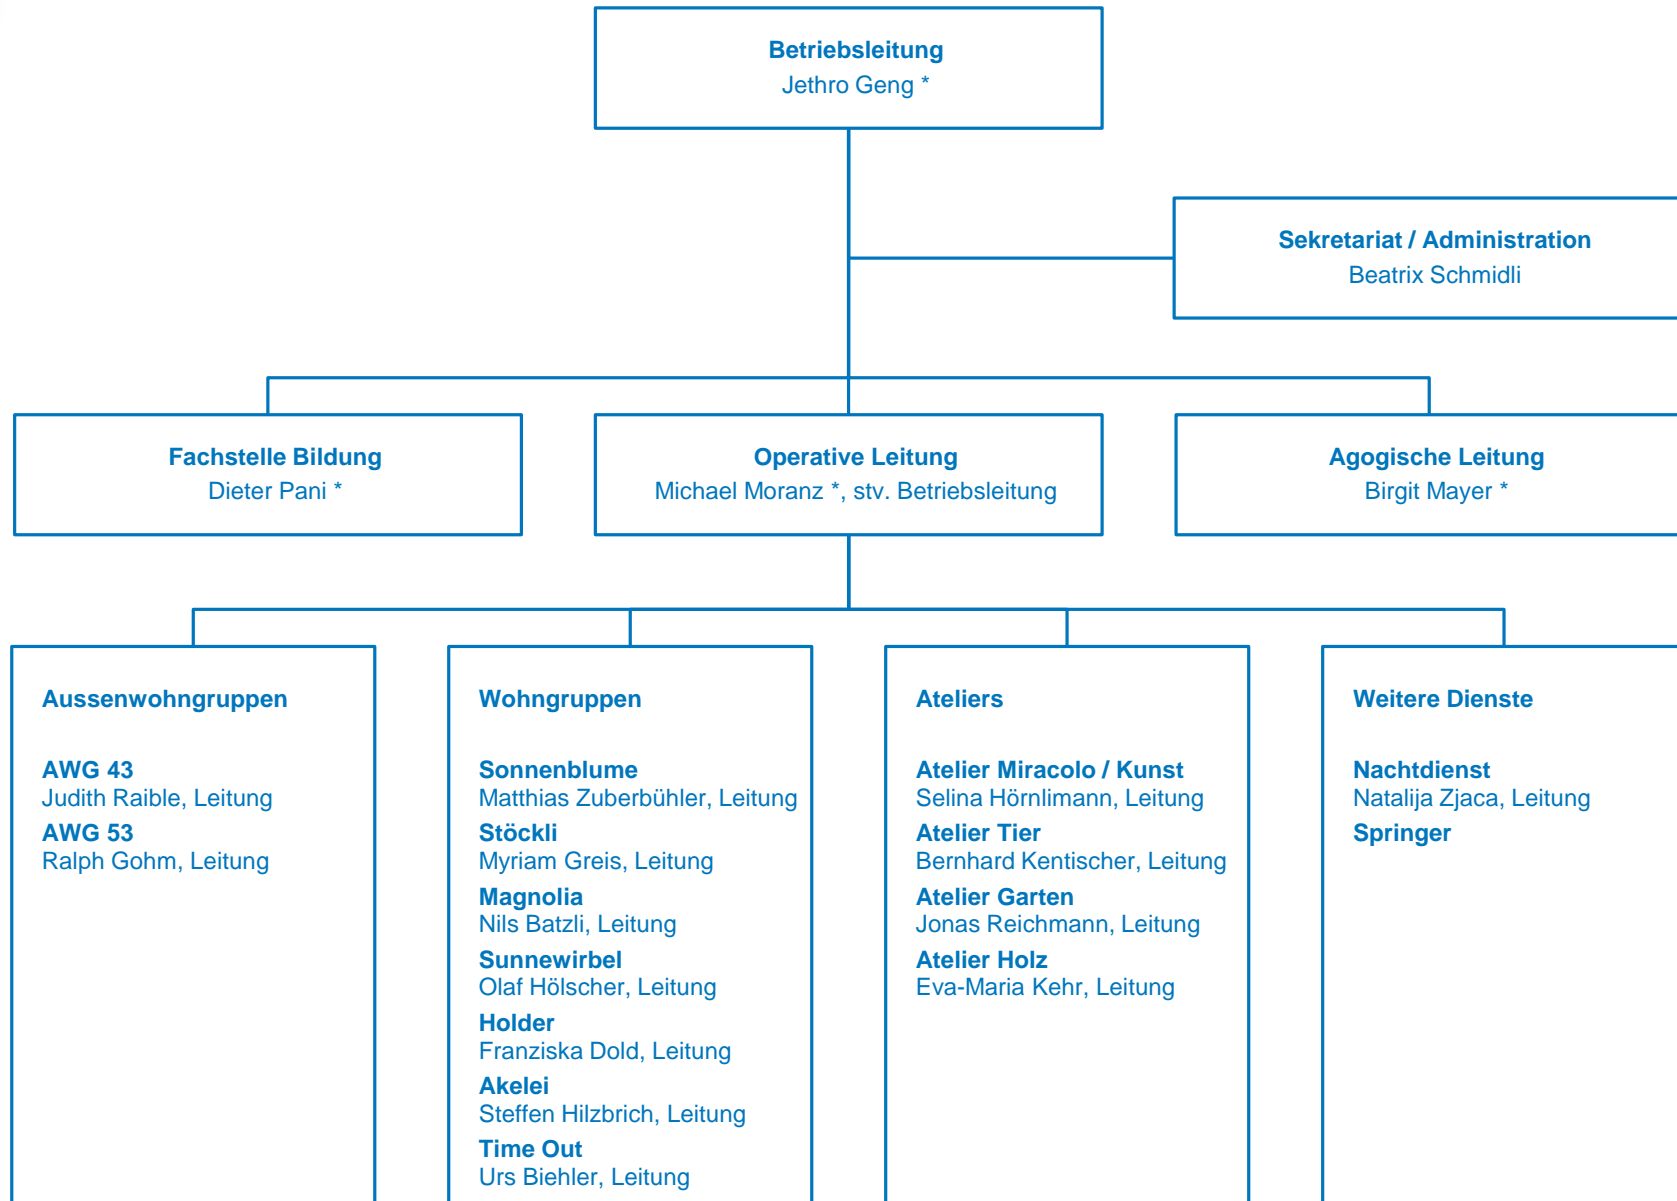 Betriebsleitung
Jethro Geng *
Sekretariat / Administration
Beatrix Schmidli
Fachstelle Bildung
Dieter Pani *
Operative Leitung
Michael Moranz *, stv. Betriebsleitung
Agogische Leitung
Birgit Mayer *
Aussenwohngruppen
AWG 43
Judith Raible, Leitung
AWG 53
Ralph Gohm, Leitung
Wohngruppen
Sonnenblume
Matthias Zuberbühler, Leitung
Stöckli
Myriam Greis, Leitung
Magnolia
Nils Batzli, Leitung
Sunnewirbel
Olaf Hölscher, Leitung
Holder
Franziska Dold, Leitung
Akelei
Steffen Hilzbrich, Leitung
Time Out
Urs Biehler, Leitung
Ateliers
Atelier Miracolo / Kunst
Selina Hörnlimann, Leitung
Atelier Tier
Bernhard Kentischer, Leitung
Atelier Garten
Jonas Reichmann, Leitung
Atelier Holz
Eva-Maria Kehr, Leitung
Weitere Dienste
Nachtdienst
Natalija Zjaca, Leitung
Springer